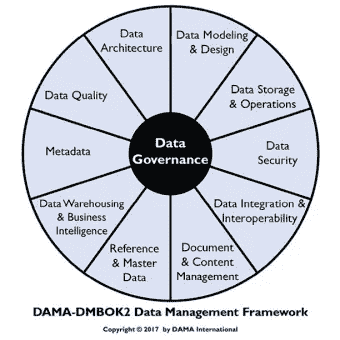 Data
Architecture
Data Modeling
& Design
Data Storage
& Operations
Data
Security
Data Integration &
Interoperability
Document
& Content
Management
Reference
& Master
Data
Data Warehousing
& Business
Intelligence
Metadata
Data Quality
Data
Governance
DAMA-DMBOK2 Data Management Framework
Copyright © 2017 by DAMA International